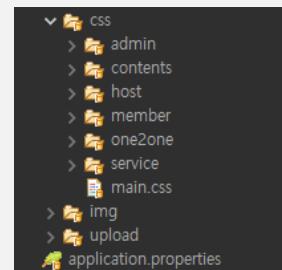 css
admin
contents
host
member
one2one
service
main.css
img
upload
application.properties